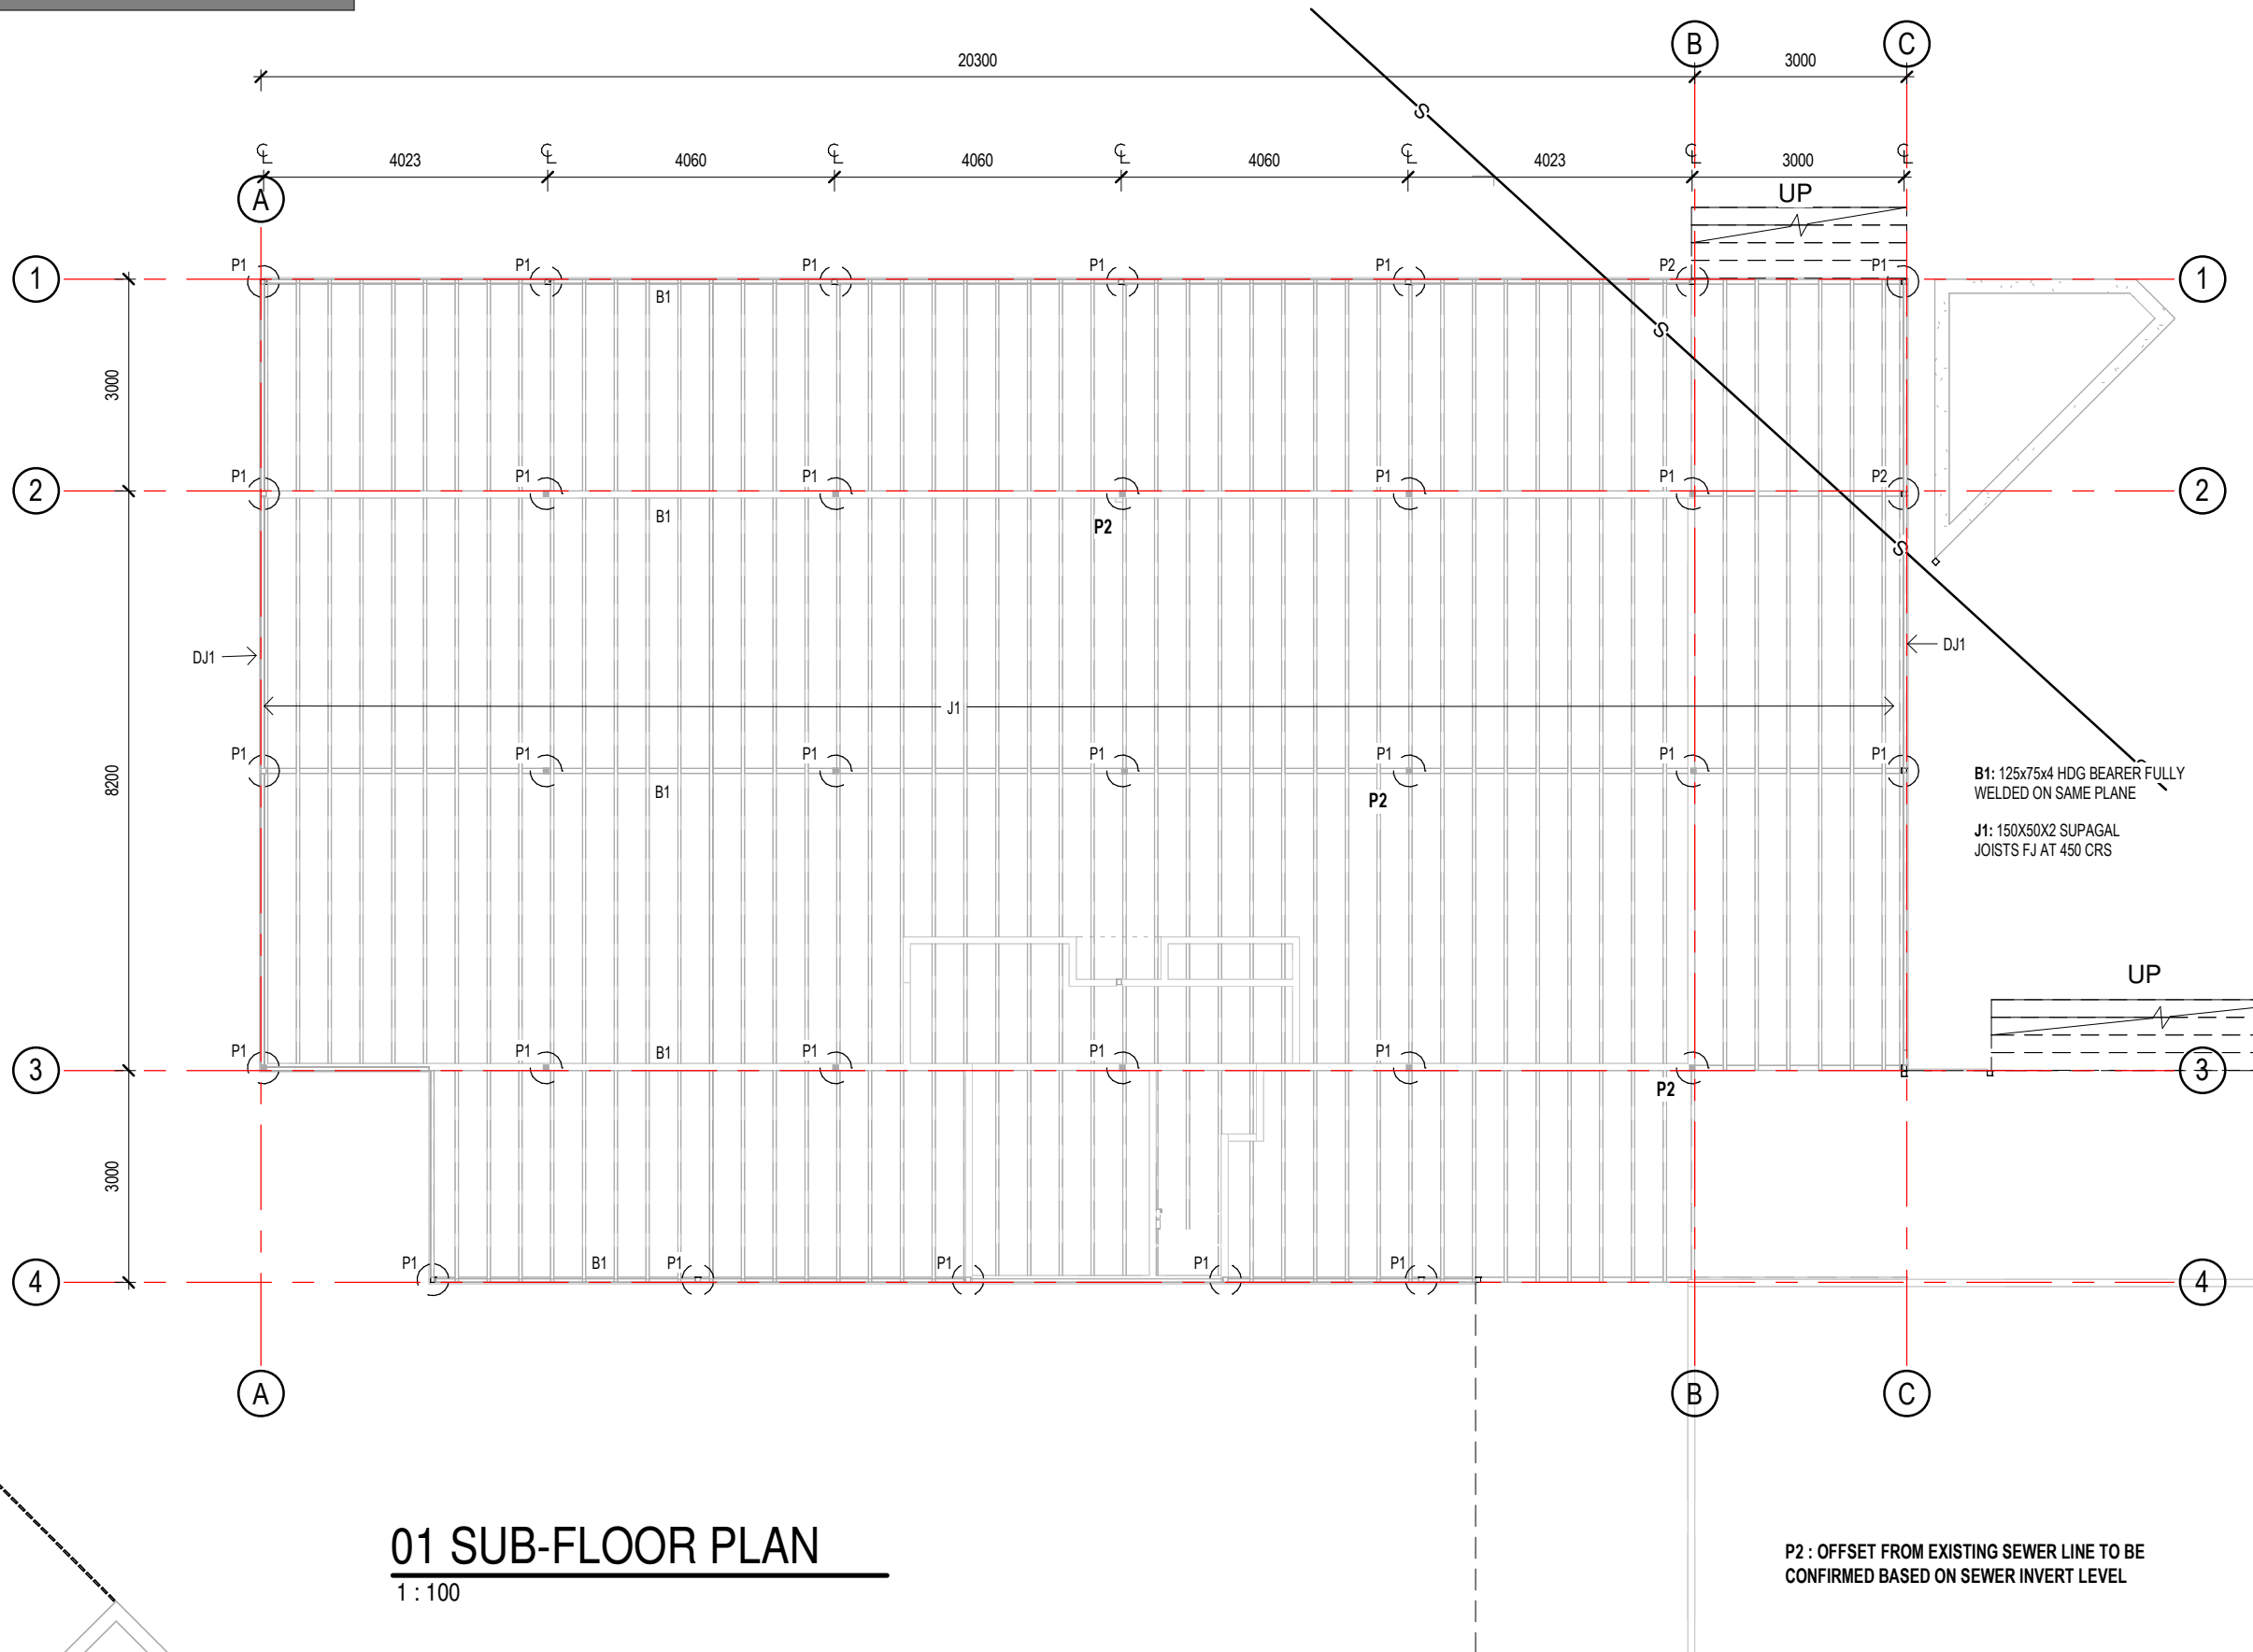 B
C
20300
3000
S
4023
4060
4060
4060
4023
3000
A
UP
1
P1
P1
P1
P1
P1
P2
P1
1
B1
S
3000
2
P1
P1
P1
P1
P1
P2
2
B1
P2
S
DJ1
DJ1
J1
8200
P1
P1
P1
P1
P1
P1
P1
B1: 125x75x4 HDG BEARER FULLY
WELDED ON SAME PLANE
B1
P2
J1: 150X50X2 SUPAGAL
JOISTS FJ AT 450 CRS
UP
3
P1
P1
B1
P1
P1
P1
3
P2
3000
4
P1
B1
P1
P1
P1
P1
4
A
B
C
01 SUB-FLOOR PLAN
1 : 100
P2 : OFFSET FROM EXISTING SEWER LINE TO BE
CONFIRMED BASED ON SEWER INVERT LEVEL